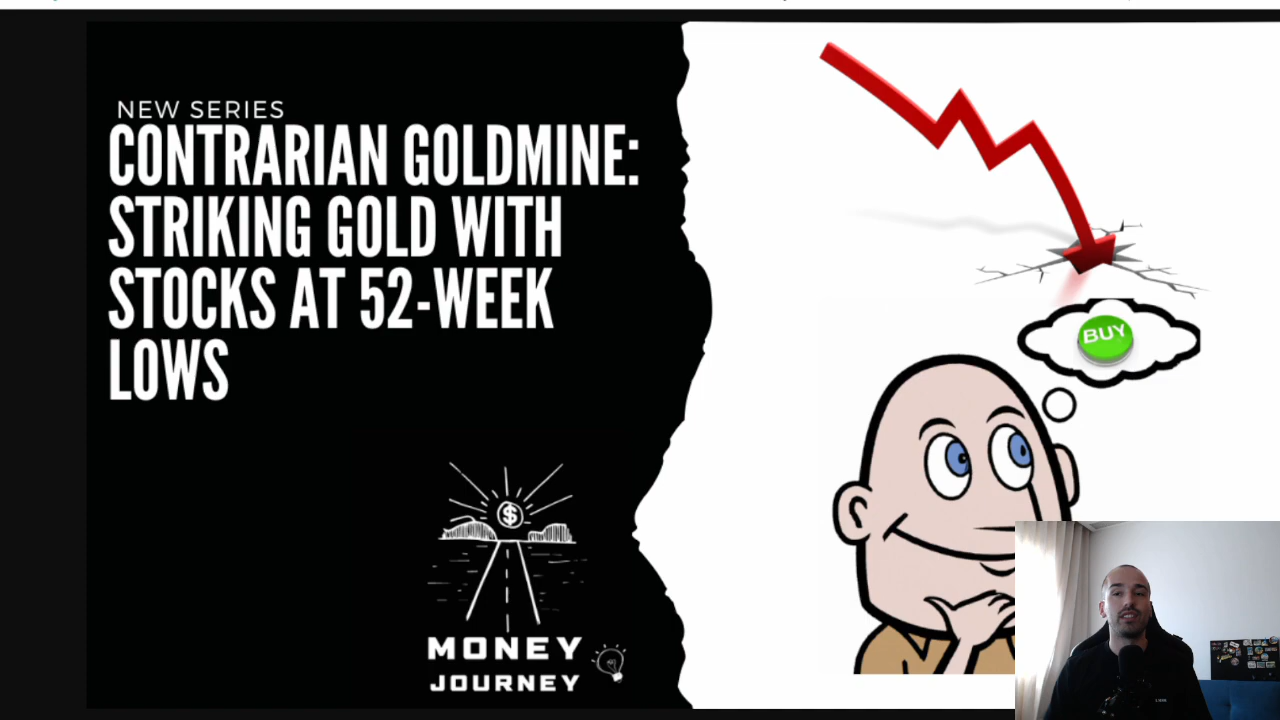 NEW SERIES
CONTRARIAN GOLDMINE:
STRIKING GOLD WITH
STOCKS AT 52-WEEK
LOWS
BUY
$
MONEY
JOURNEY